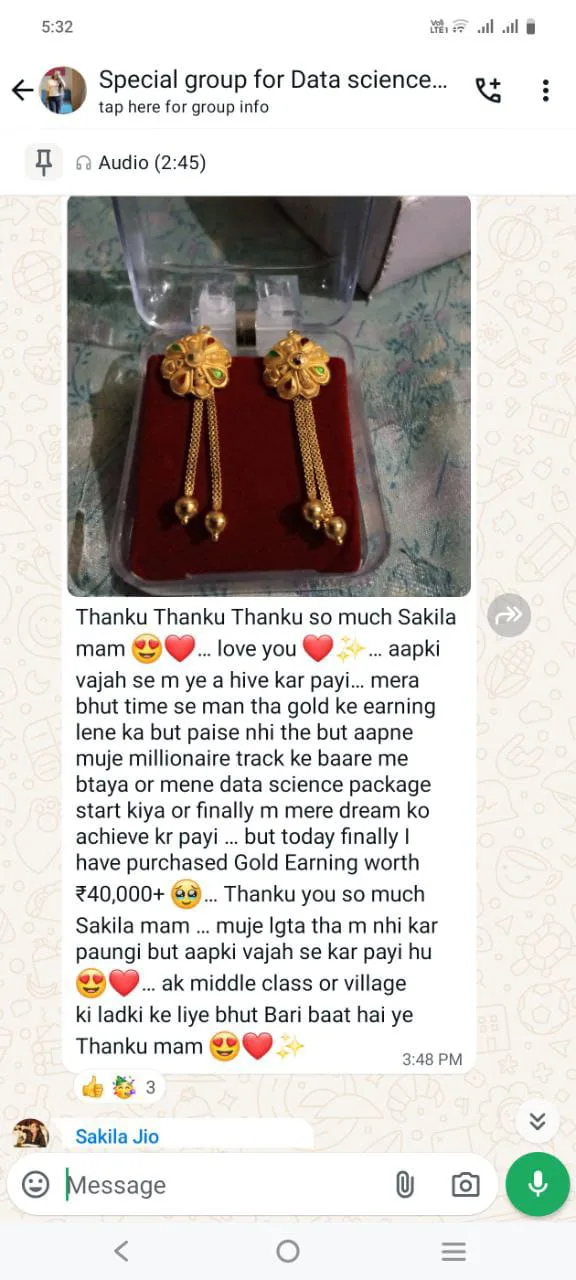 5:32
Vo) LTE1
Special group for Data science...
tap here for group info
Audio (2:45)
Thanku Thanku Thanku so much Sakila
mam 😍❤️... love you ❤️✨... aapki
vajah se m ye a hive kar payi... mera
bhut time se man tha gold ke earning
lene ka but paise nhi the but aapne
muje millionaire track ke baare me
btaya or mene data science package
start kiya or finally m mere dream ko
achieve kr payi ... but today finally I
have purchased Gold Earning worth
₹40,000+ 🥹... Thanku you so much
Sakila mam ... muje lgta tha m nhi kar
paungi but aapki vajah se kar payi hu
😍❤️... ak middle class or village
ki ladki ke liye bhut Bari baat hai ye
Thanku mam 😍❤️✨
3:48 PM
👍 🥳 3
Sakila Jio
Message